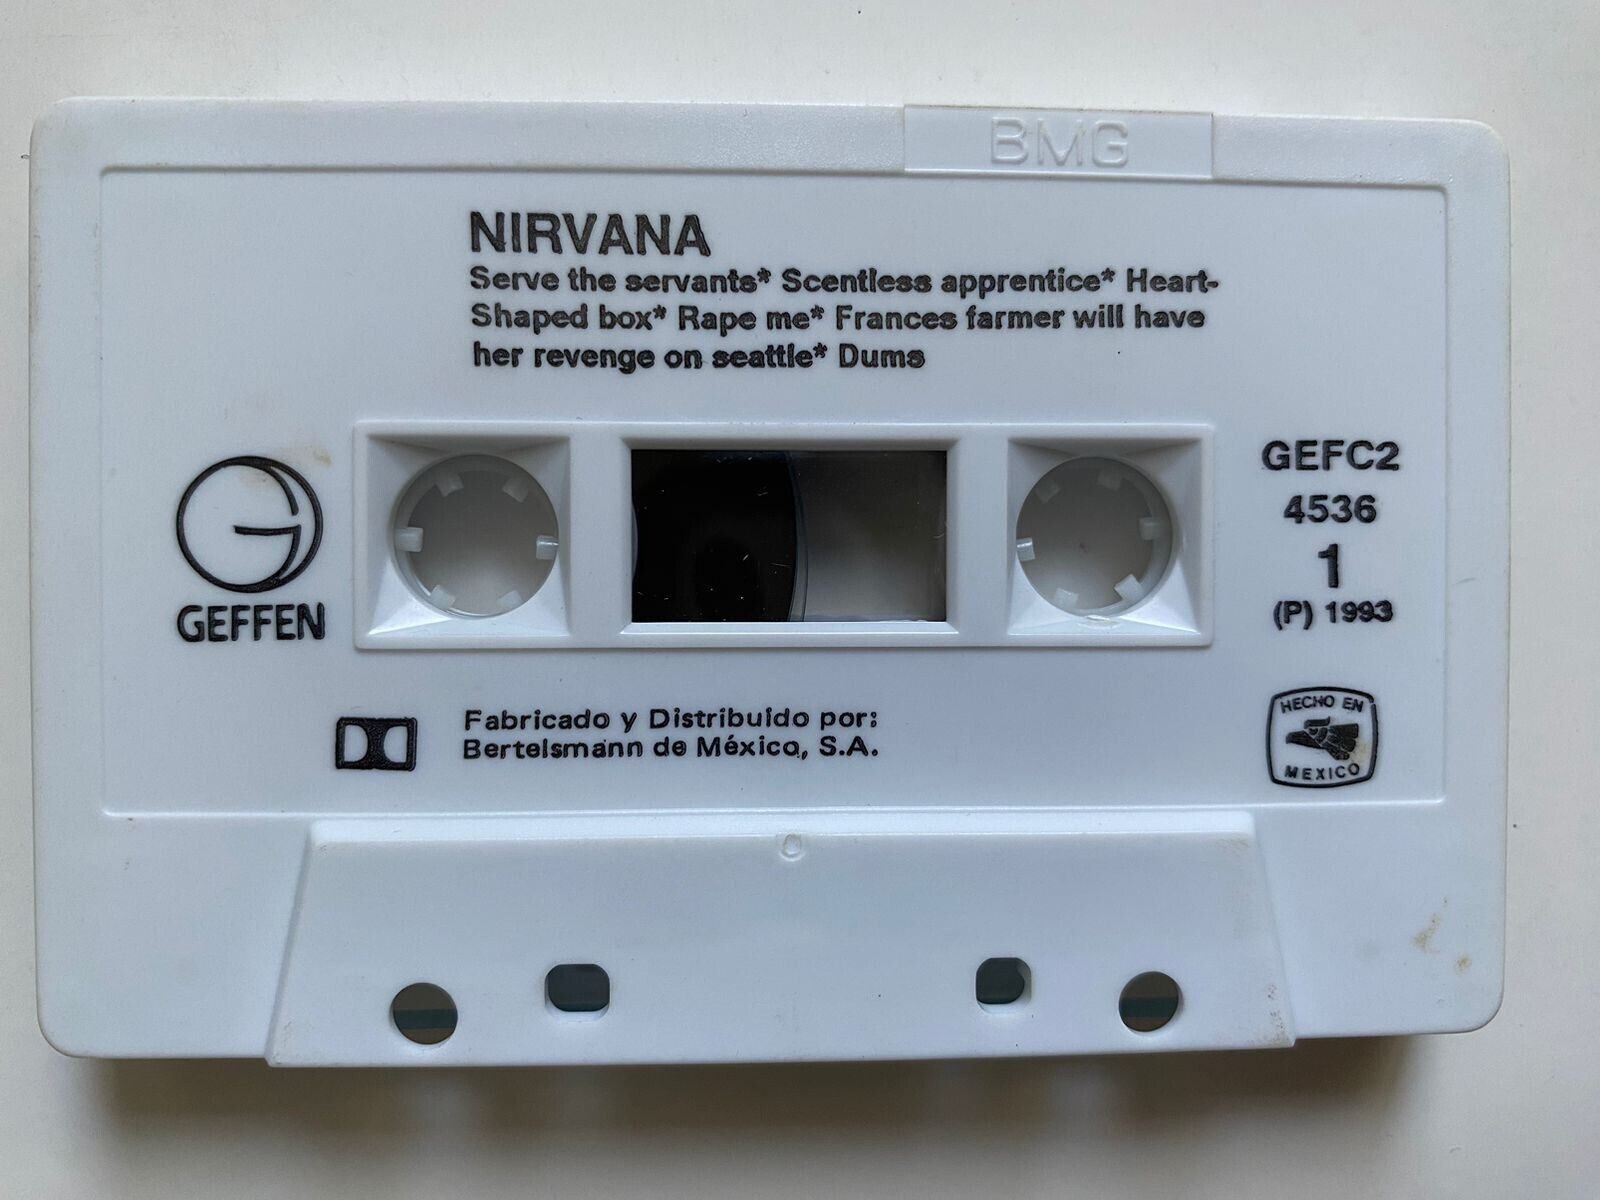 BMG
NIRVANA
Serve the servants* Scentless apprentice* Heart-
Shaped box* Rape me* Frances farmer will have
her revenge on seattle* Dums
GEFFEN
GEFC2
4536
1
(P) 1993
Fabricado y Distribuido por:
Bertelsmann de México, S.A.
HECHO EN
MEXICO